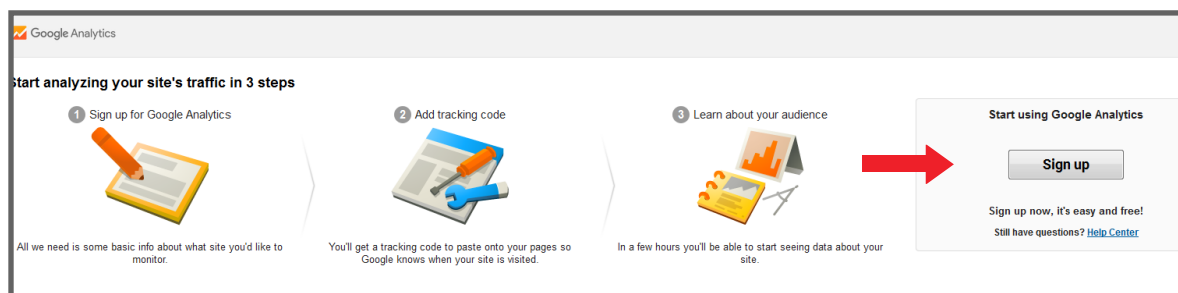 Google Analytics
Start analyzing your site's traffic in 3 steps
1 Sign up for Google Analytics
All we need is some basic info about what site you'd like to
monitor.
2 Add tracking code
You'll get a tracking code to paste onto your pages so
Google knows when your site is visited.
3 Learn about your audience
In a few hours you'll be able to start seeing data about your
site.
Start using Google Analytics
Sign up
Sign up now, it's easy and free!
Still have questions? Help Center